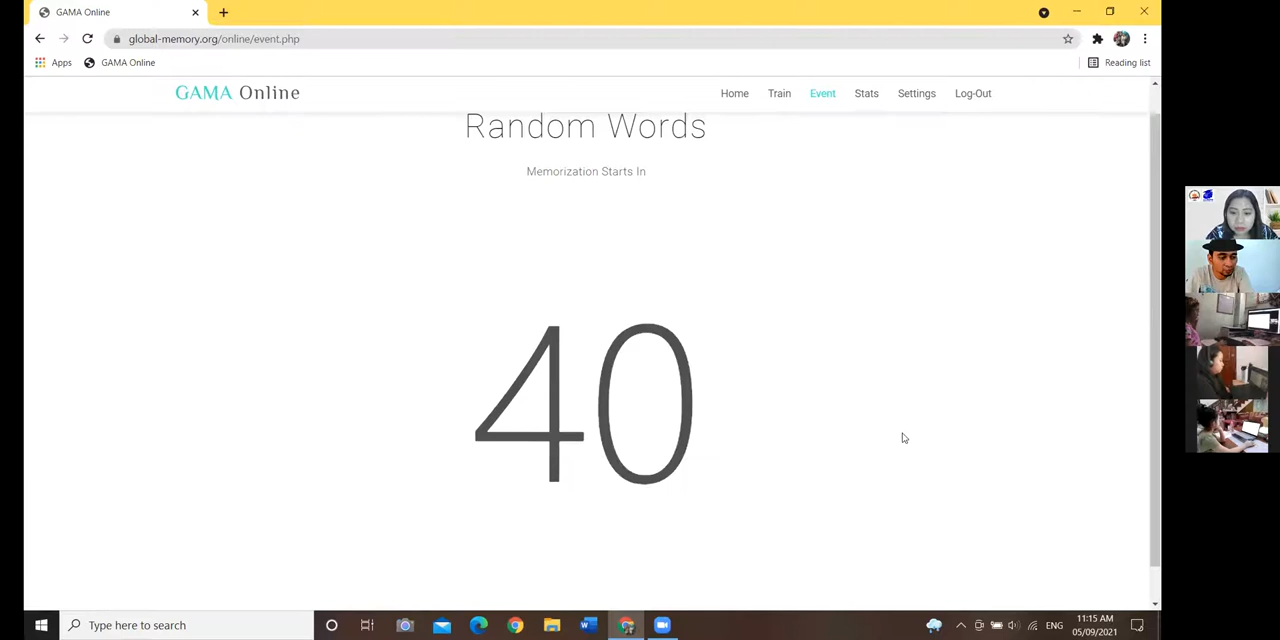 GAMA Online
global-memory.org/online/event.php
Apps
GAMA Online
Reading list
GAMA Online
Home
Train
Event
Stats
Settings
Log-Out
Random Words
Memorization Starts In
40
Type here to search
ENG
11:15 AM
05/09/2021